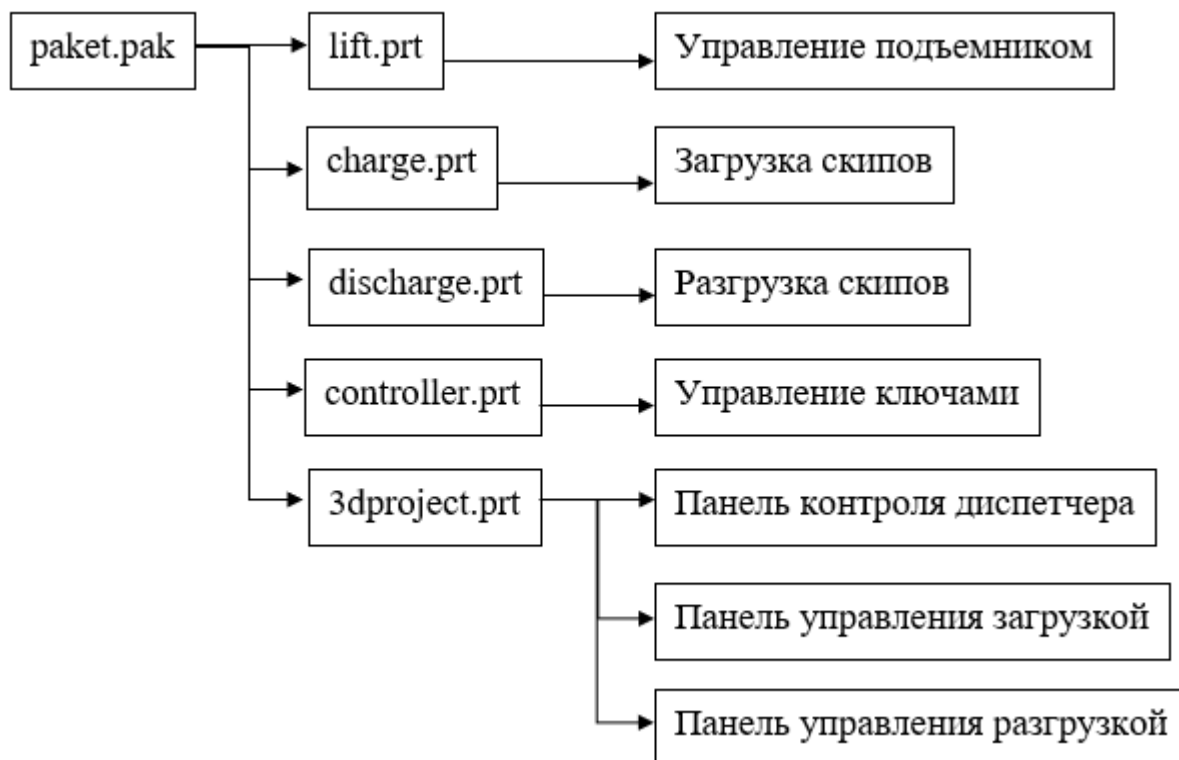 paket.pak
lift.prt
Управление подъемником
charge.prt
Загрузка скипов
discharge.prt
Разгрузка скипов
controller.prt
Управление ключами
3dproject.prt
Панель контроля диспетчера
Панель управления загрузкой
Панель управления разгрузкой